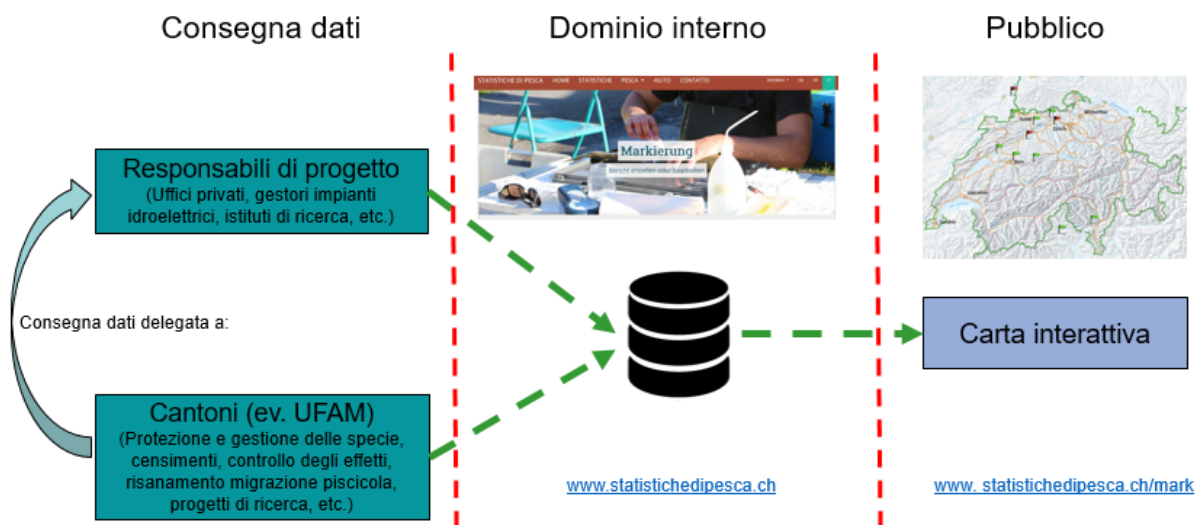 Consegna dati
Dominio interno
Pubblico
STATISTICHE DI PESCA HOME STATISTICHE PESCA AIUTO CONTATTO
Markierung
Bericht erstellen oder bearbeiten
Responsabili di progetto
(Uffici privati, gestori impianti
idroelettrici, istituti di ricerca, etc.)
Consegna dati delegata a:
Carta interattiva
Cantoni (ev. UFAM)
(Protezione e gestione delle specie,
censimenti, controllo degli effetti,
risanamento migrazione piscicola,
progetti di ricerca, etc.)
www.statistichedipesca.ch
www. statistichedipesca.ch/mark